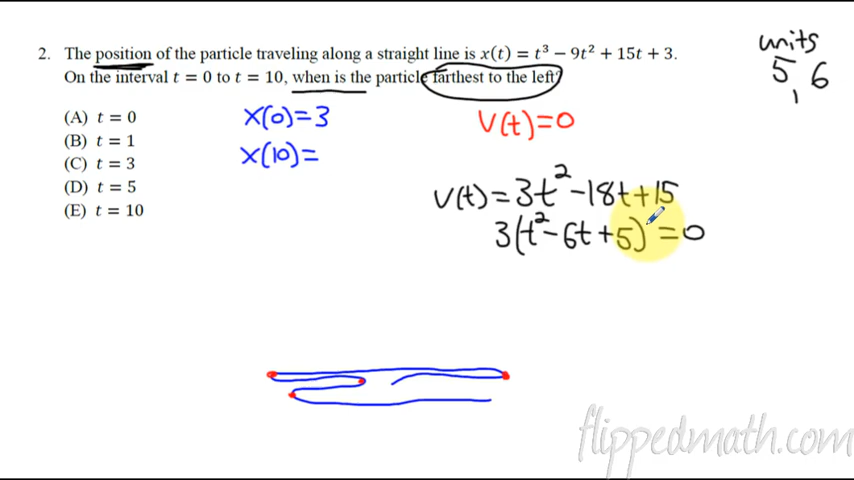 2. The position of the particle traveling along a straight line is x(t) = t³ − 9t² + 15t + 3.
On the interval t = 0 to t = 10, when is the particle farthest to the left?
(A) t = 0
(B) t = 1
(C) t = 3
(D) t = 5
(E) t = 10
x(0)=3
x(10)=
v(t)=0
v(t)=3t²-18t+15
3(t²-6t+5)=0
units
5, 6
flippedmath.com